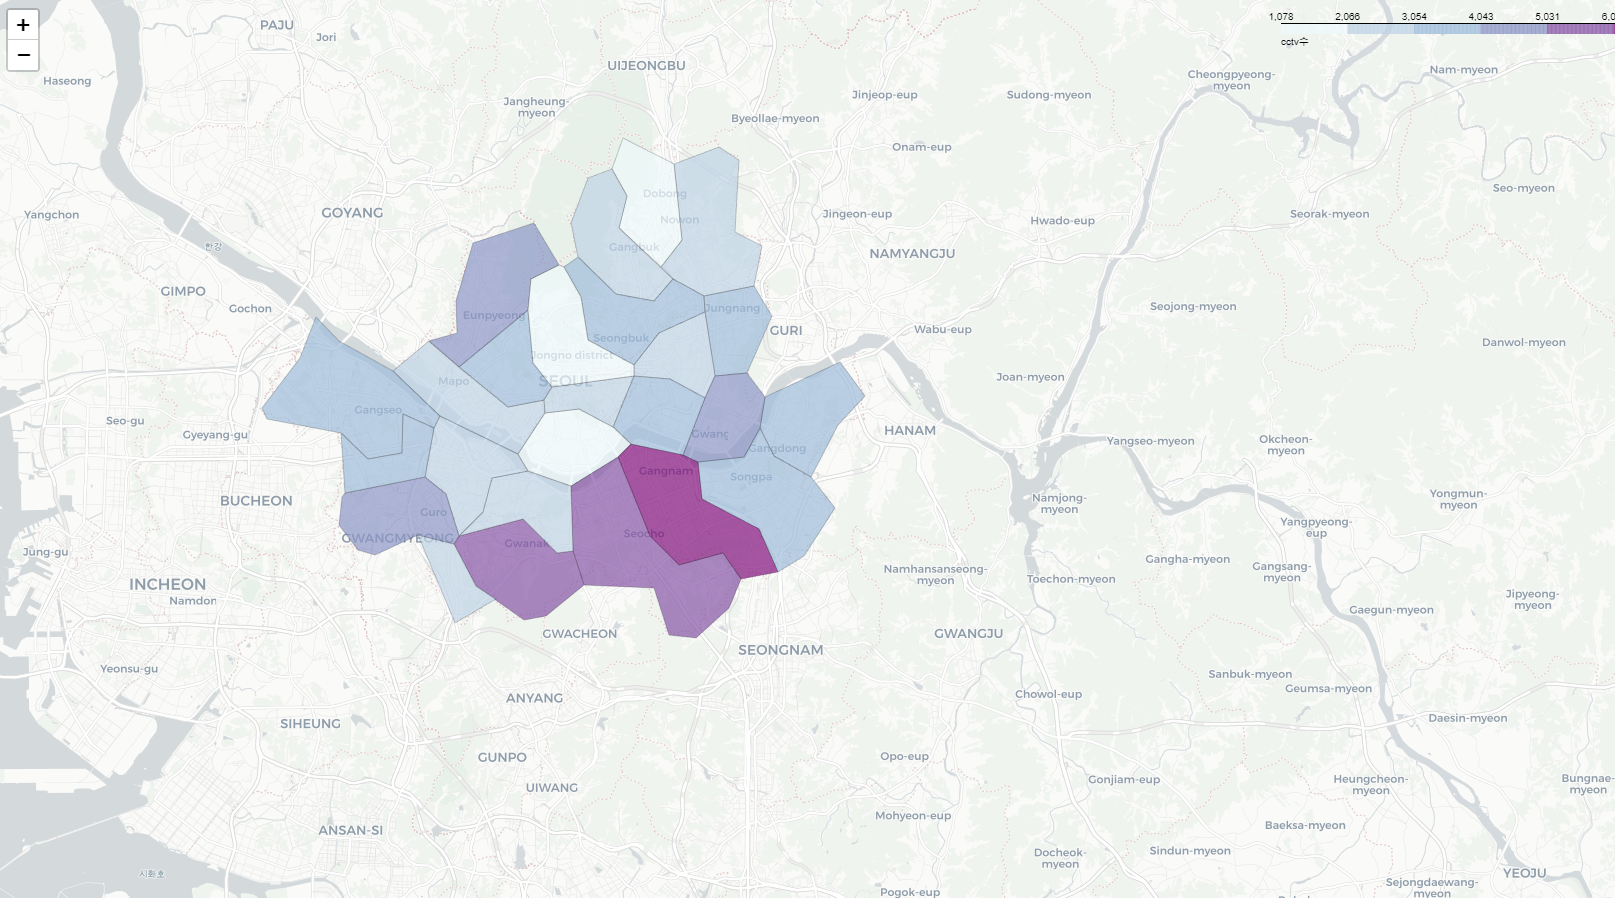 +
−
1,078 2,066 3,054 4,043 5,031
cctv수
PAJU
Jori
UIJEONGBU
Haseong
Jangheung-
myeon
Jinjeop-eup
Sudong-myeon
Cheongpyeong-
myeon
Nam-myeon
Byeollae-myeon
Onam-eup
Dobong
Seo-myeon
Yangchon
GOYANG
Nowon
Jingeon-eup
Hwado-eup
Seorak-myeon
한강
Gangbuk
NAMYANGJU
GIMPO
Gochon
Eunpyeong
Jungnang
Seojong-myeon
Seongbuk
GURI
Wabu-eup
Danwol-myeon
Jongno district
SEOUL
Mapo
Joan-myeon
Gangseo
Seo-gu
Gyeyang-gu
Gwang
HANAM
Yangseo-myeon
Okcheon-
myeon
Gangdong
Gangnam
Songpa
BUCHEON
Guro
Namjong-
myeon
Yongmun-
myeon
GWANGMYEONG
Gwanak
Seocho
Yangpyeong-
eup
Jung-gu
Gangha-myeon
INCHEON
Namdon
Namhansanseong-
myeon
Toechon-myeon
Gangsang-
myeon
Jipyeong-
myeon
Gaegun-myeon
GWACHEON
SEONGNAM
GWANGJU
Yeonsu-gu
Sanbuk-myeon
Geumsa-myeon
ANYANG
Chowol-eup
SIHEUNG
Daesin-myeon
GUNPO
Opo-eup
UIWANG
Gonjiam-eup
Heungcheon-
myeon
Bungnae-
myeon
Mohyeon-eup
ANSAN-SI
Baeksa-myeon
Docheok-
myeon
Sindun-myeon
시화호
Pogok-eup
Sejongdaewang-
myeon
YEOJU